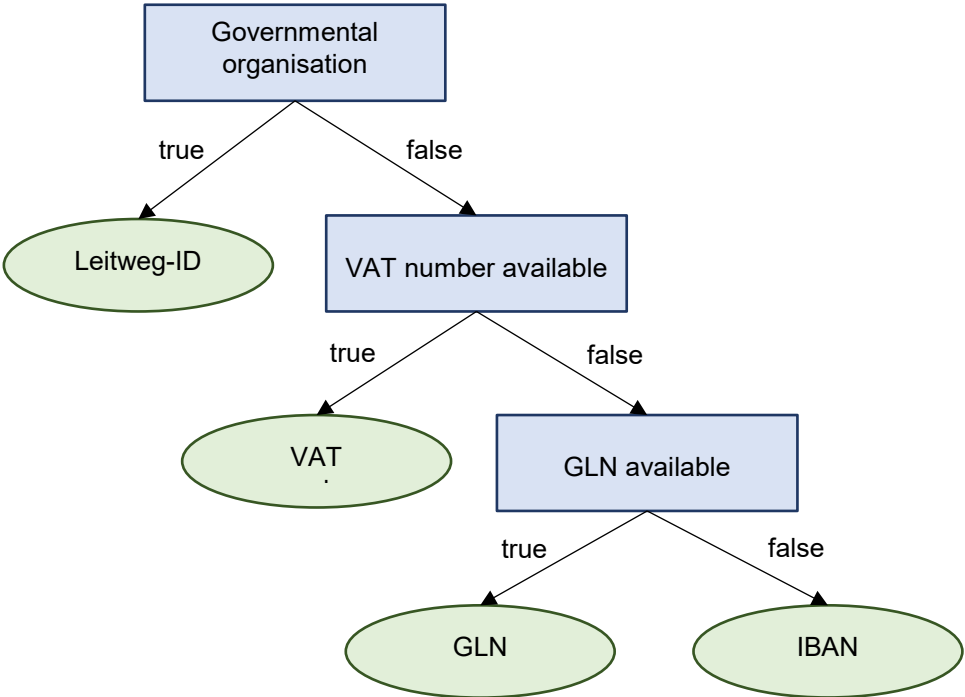 Governmental
organisation
true
false
Leitweg-ID
VAT number available
true
false
VAT
.
GLN available
true
false
GLN
IBAN